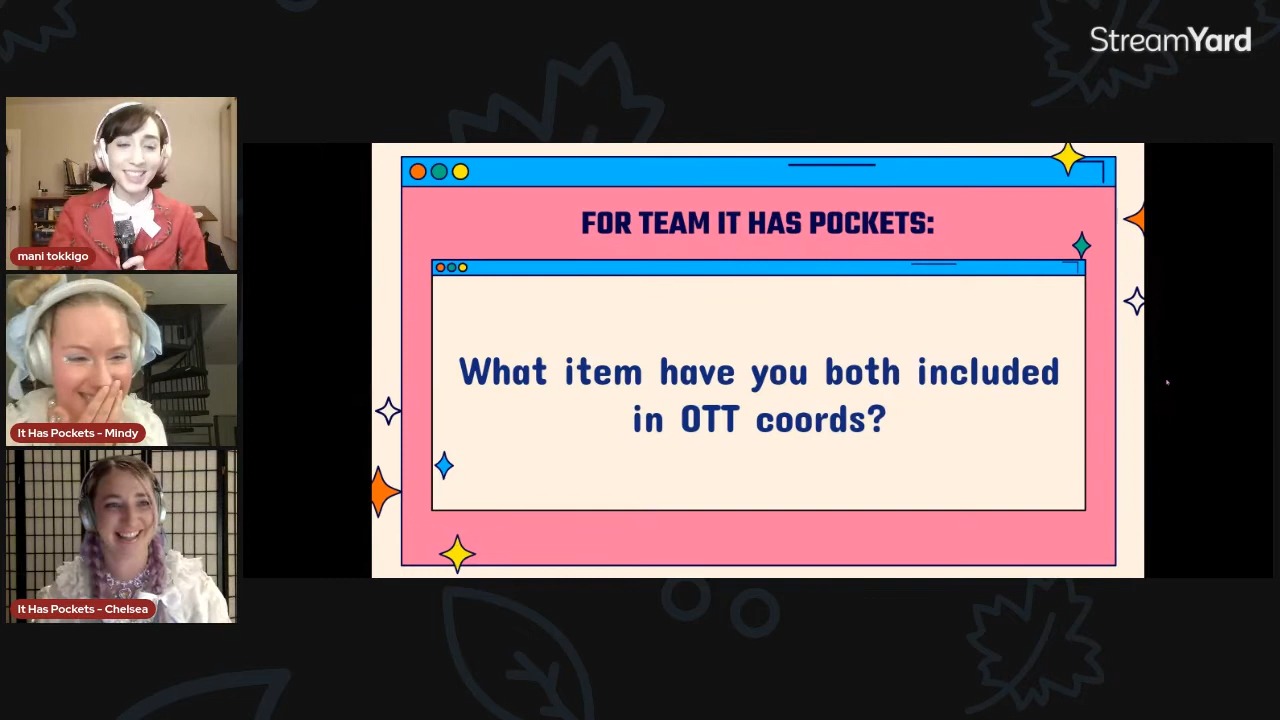 StreamYard
mani tokkigo
It Has Pockets - Mindy
It Has Pockets - Chelsea
FOR TEAM IT HAS POCKETS:
What item have you both included
in OTT coords?